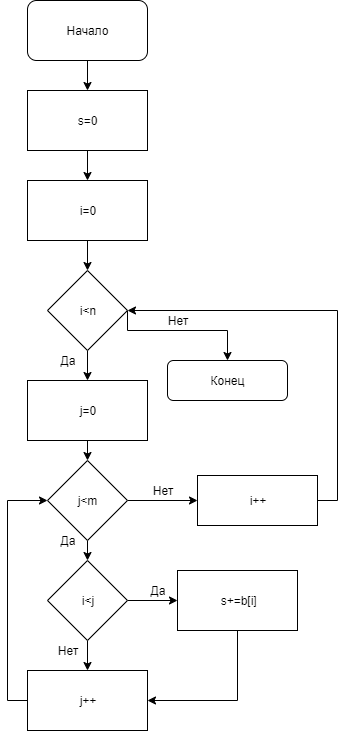 Начало
s=0
i=0
i<n
Нет
Да
Конец
j=0
j<m
Нет
i++
Да
i<j
Да
s+=b[i]
Нет
j++